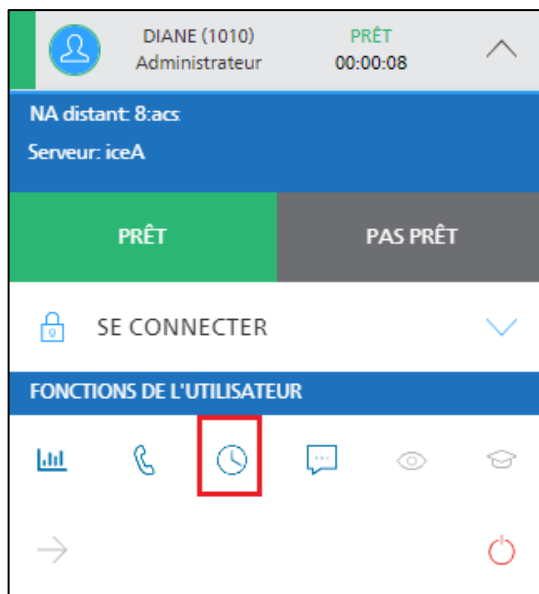 DIANE (1010)
Administrateur
PRÊT
00:00:08
NA distant: 8:acs
Serveur: iceA
PRÊT
PAS PRÊT
SE CONNECTER
FONCTIONS DE L'UTILISATEUR